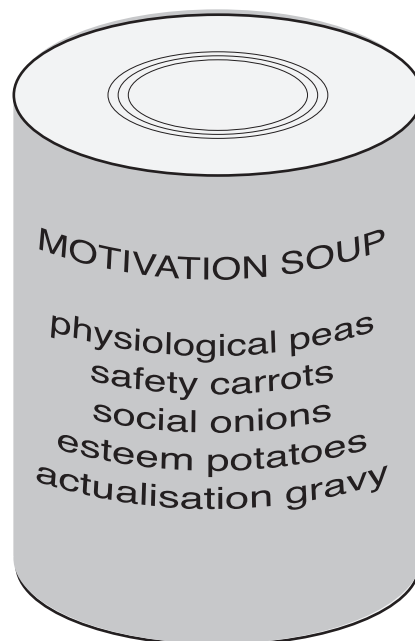 MOTIVATION SOUP
physiological peas
safety carrots
social onions
esteem potatoes
actualisation gravy